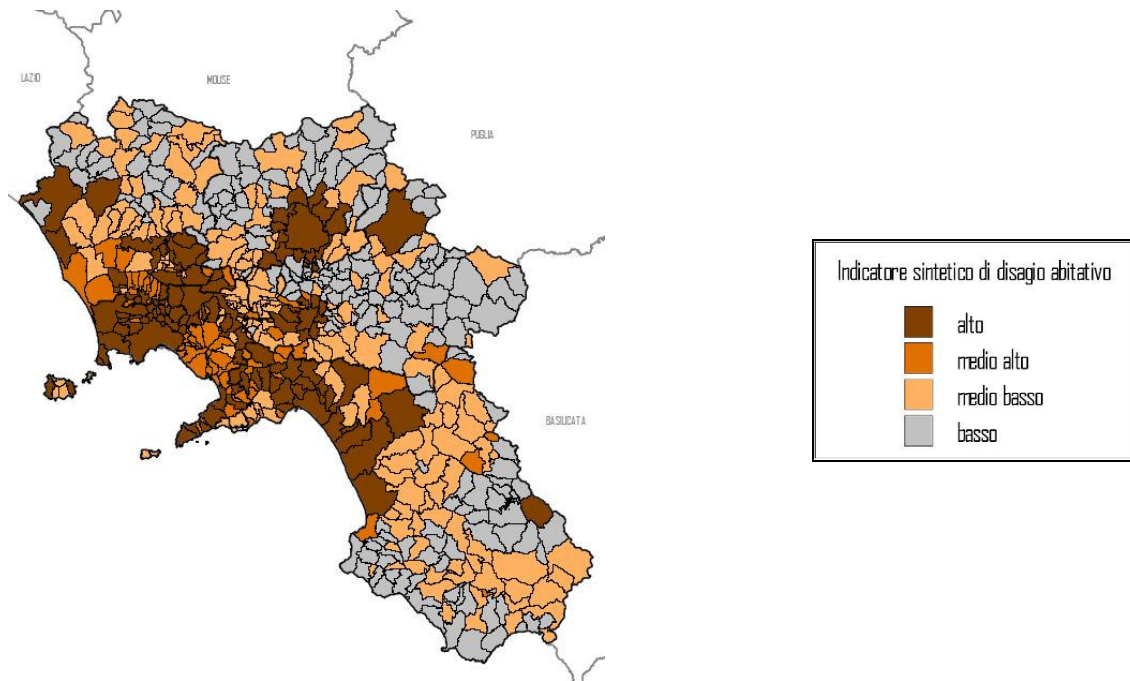 LAZIO
MOLISE
PUGLIA
BASILICATA
Indicatore sintetico di disagio abitativo
alto
medio alto
medio basso
basso